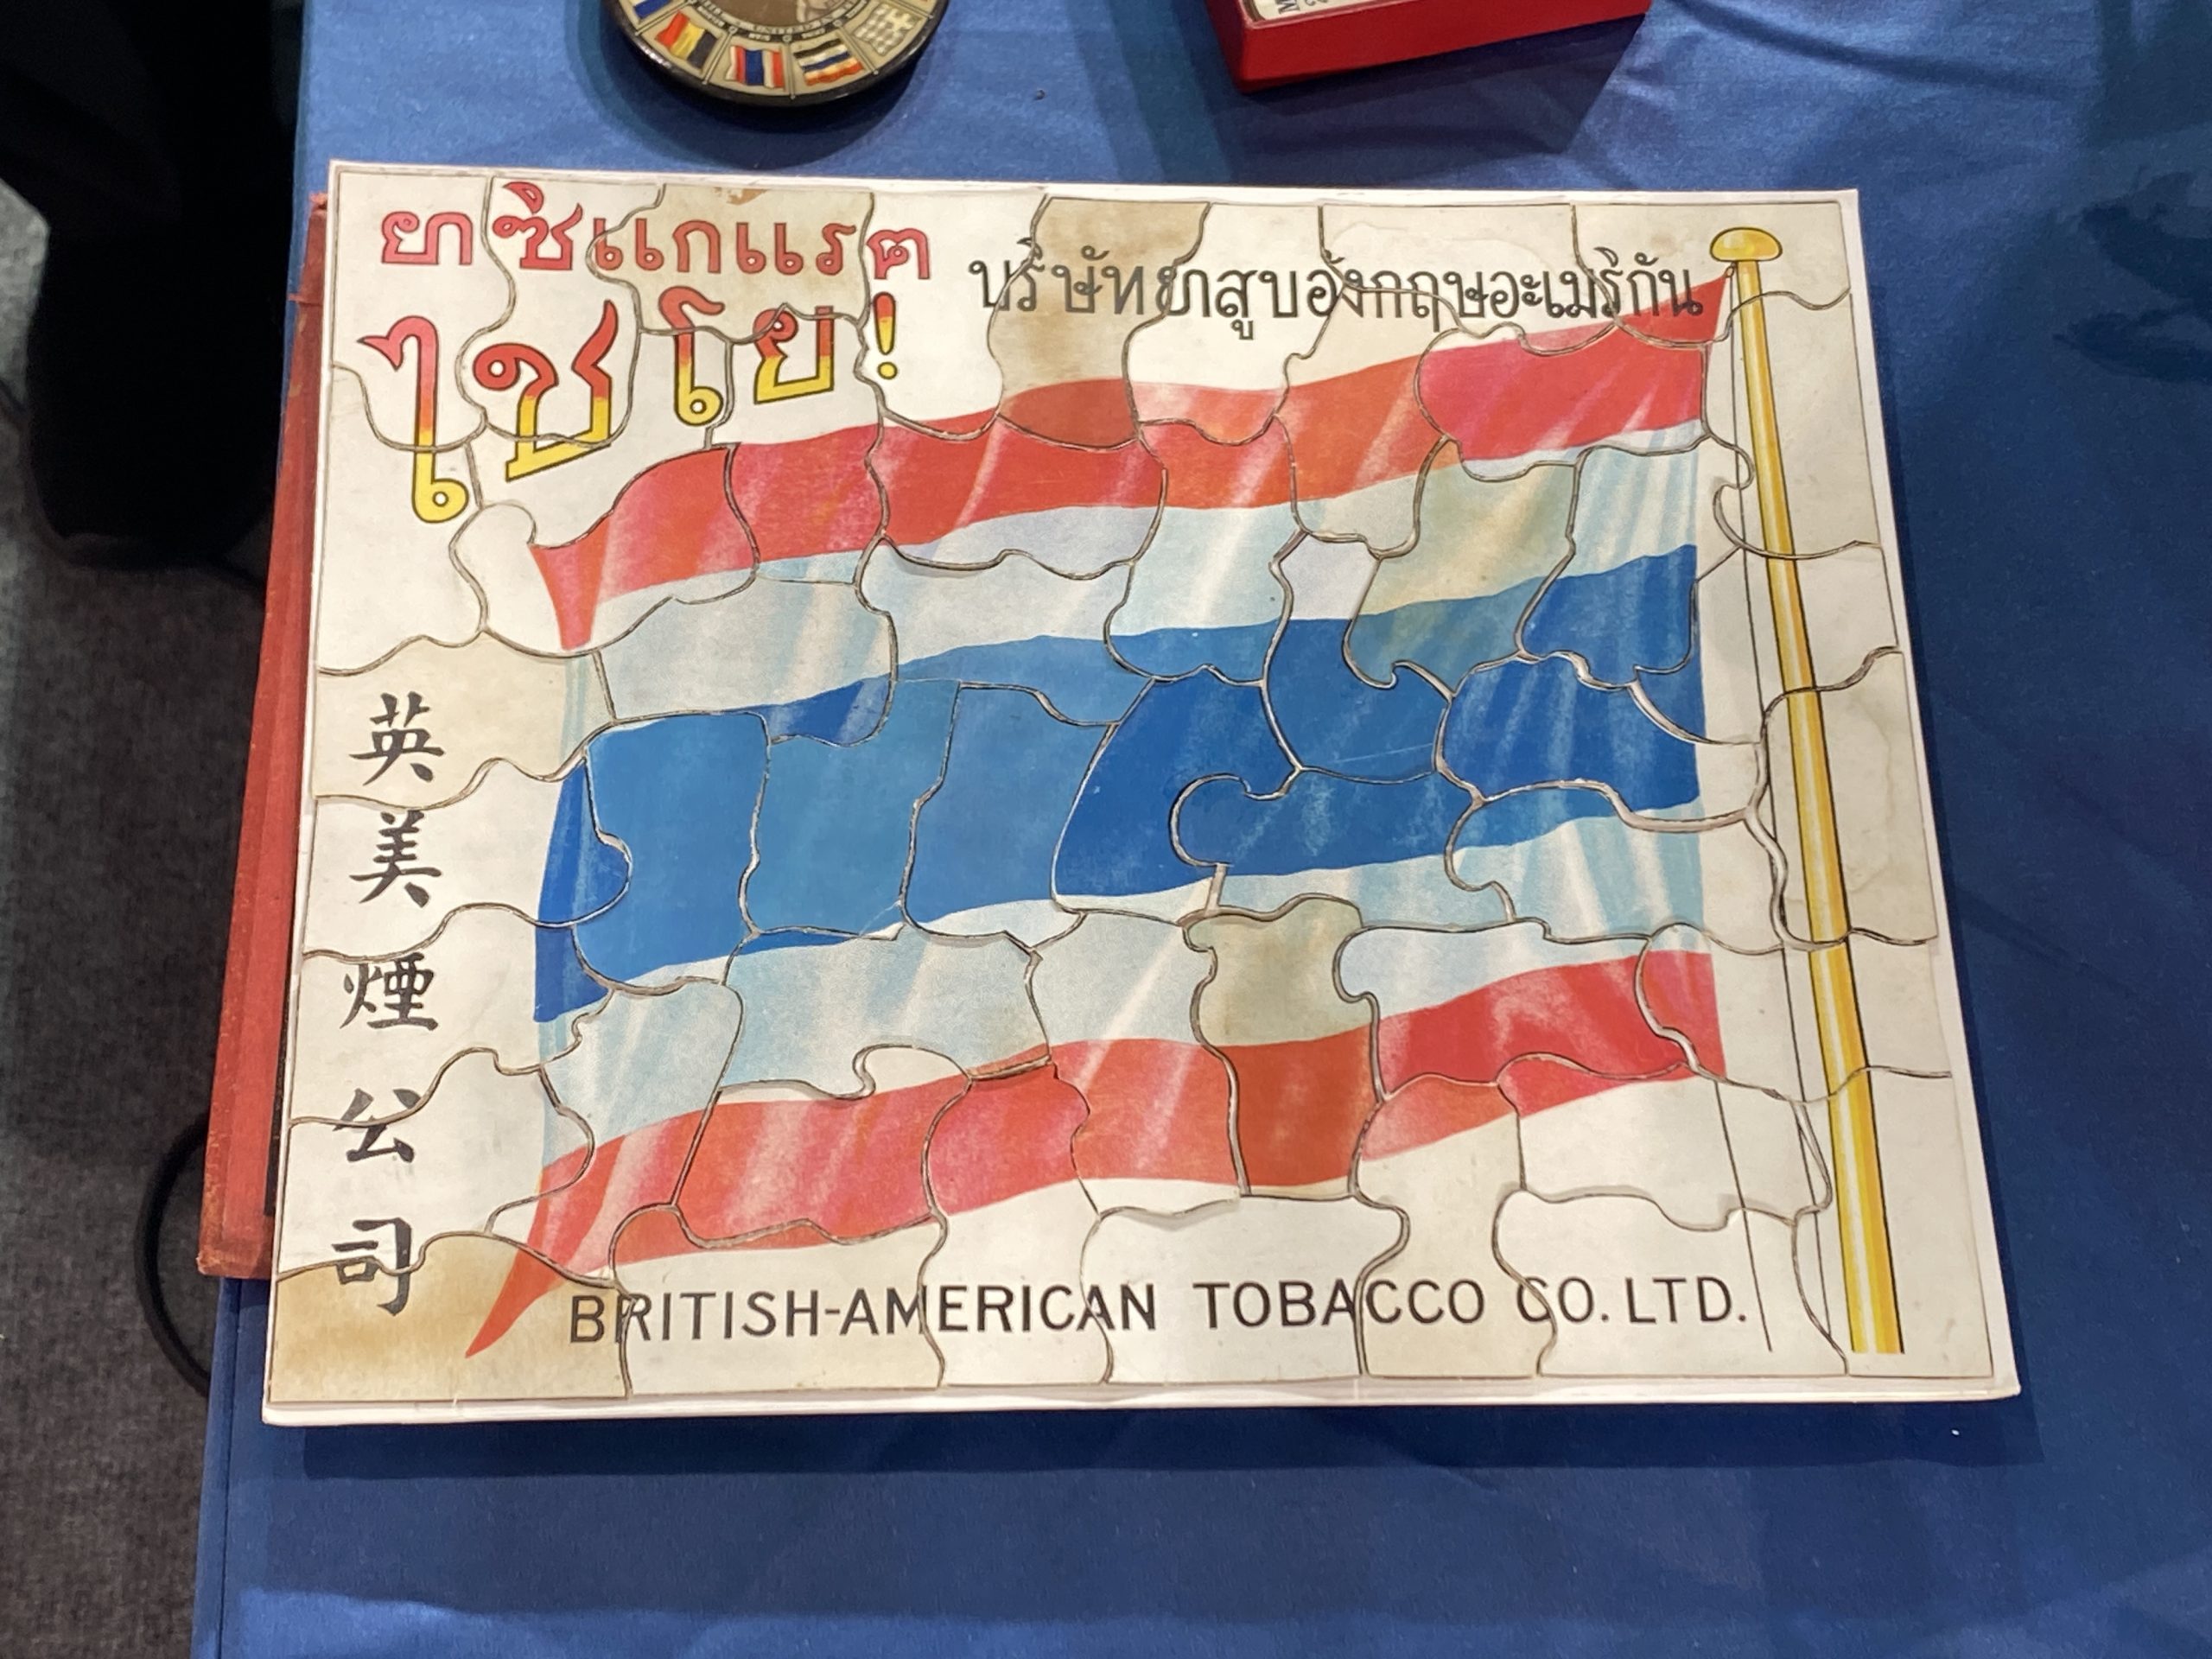 ยาซิแกแรต
ไชโย!
บริษัทยาสูบอังกฤษอะเมริกัน
英美煙公司
BRITISH-AMERICAN TOBACCO CO. LTD.